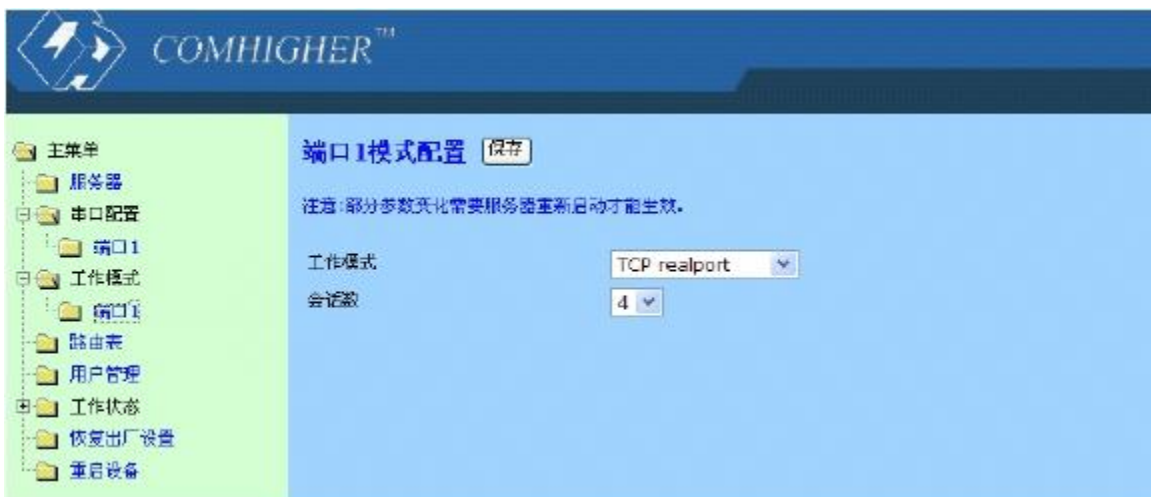 COMHIGHER™
主菜单
服务器
串口配置
端口1
工作模式
端口1
路由表
用户管理
工作状态
恢复出厂设置
重启设备
端口1模式配置 保存
注意:部分参数变化需要服务器重新启动才能生效。
工作模式 TCP realport
会话数 4